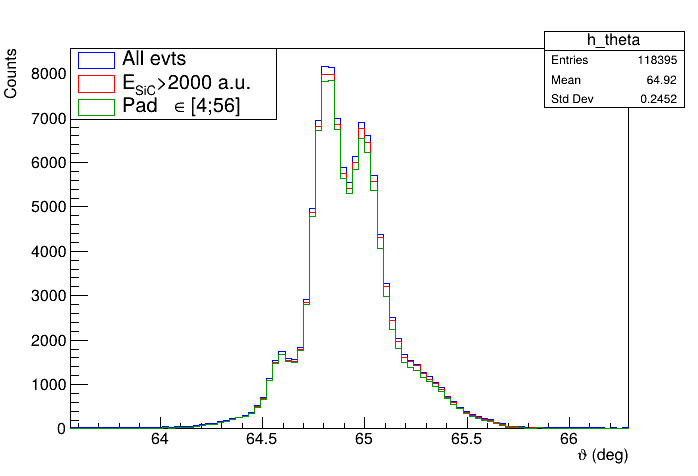 h_theta
Entries 118395
Mean 64.92
Std Dev 0.2452
All evts
E_SiC>2000 a.u.
Pad ∈ [4;56]
Counts
8000
7000
6000
5000
4000
3000
2000
1000
0
64 64.5 65 65.5 66
ϑ (deg)